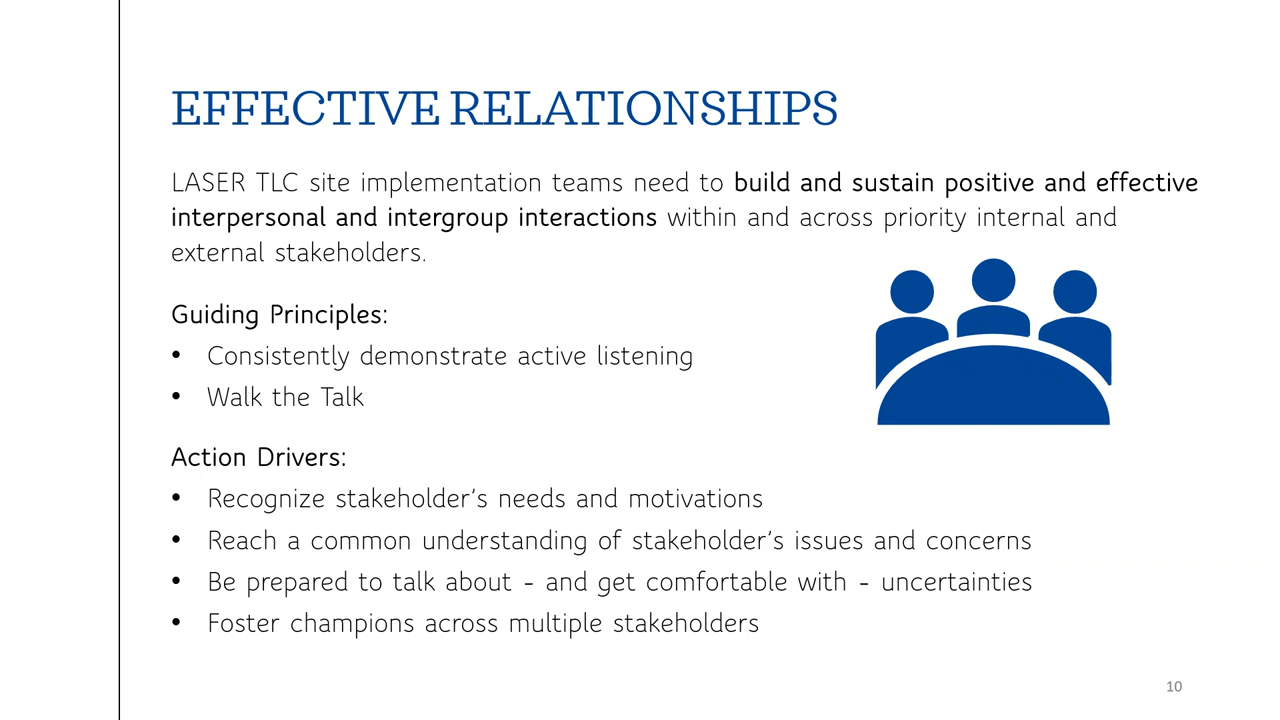 EFFECTIVE RELATIONSHIPS
LASER TLC site implementation teams need to build and sustain positive and effective
interpersonal and intergroup interactions within and across priority internal and
external stakeholders.
Guiding Principles:
• Consistently demonstrate active listening
• Walk the Talk
Action Drivers:
• Recognize stakeholder's needs and motivations
• Reach a common understanding of stakeholder's issues and concerns
• Be prepared to talk about - and get comfortable with - uncertainties
• Foster champions across multiple stakeholders
10